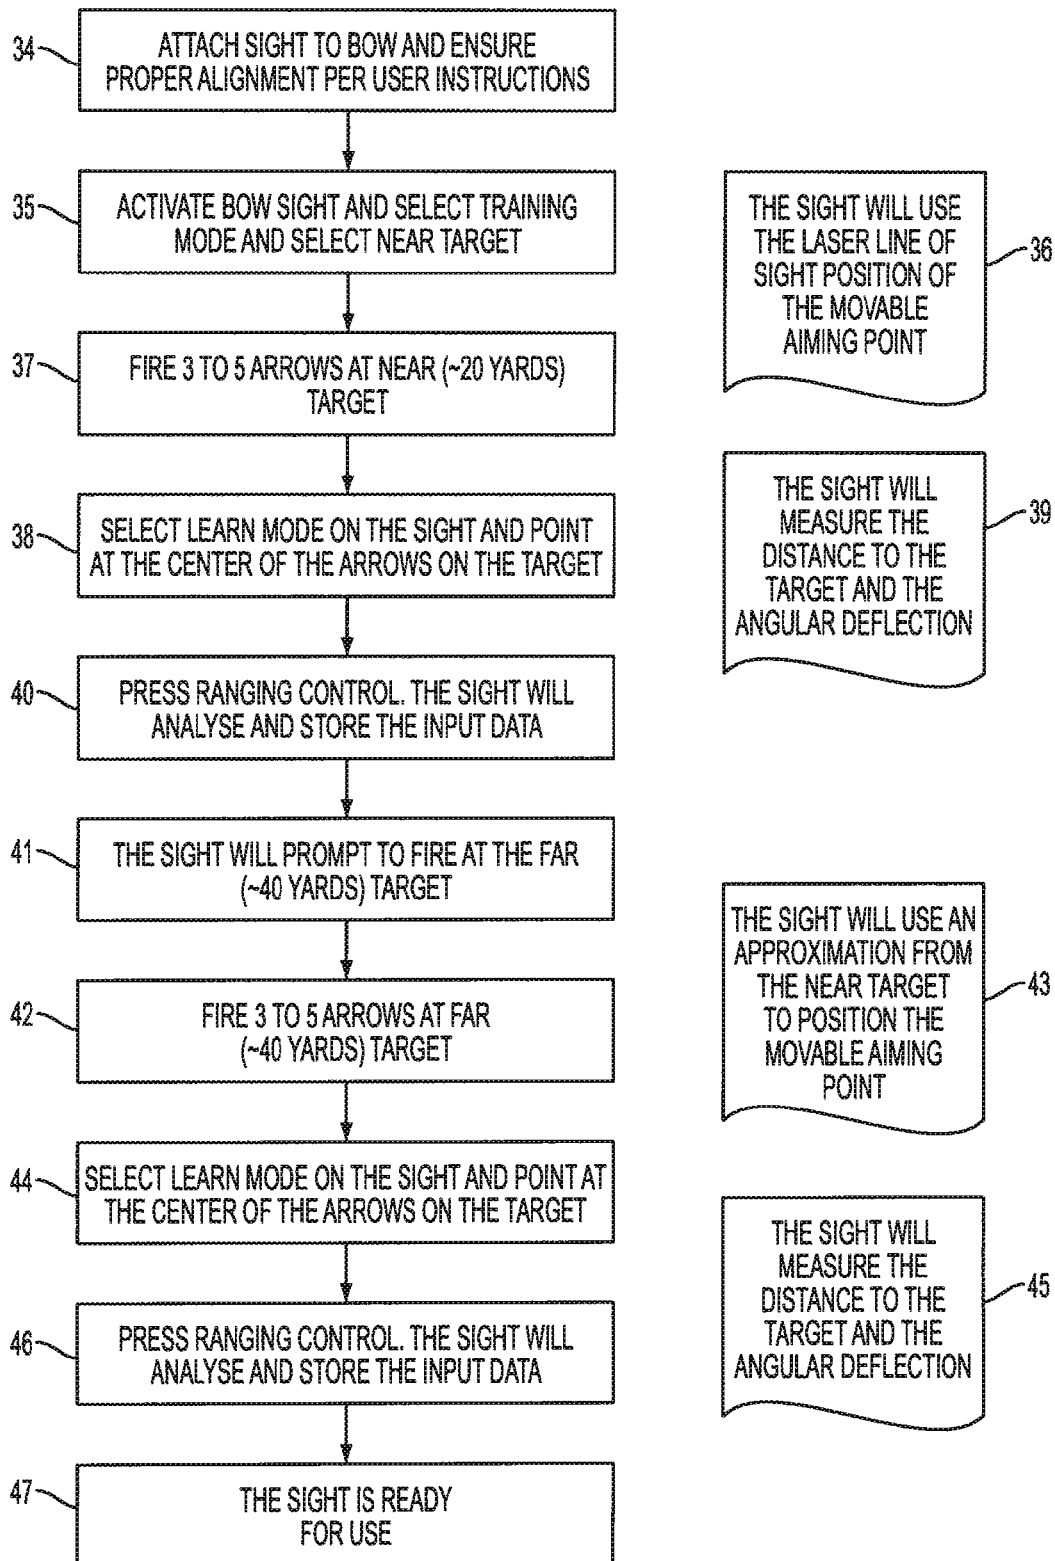 34
ATTACH SIGHT TO BOW AND ENSURE
PROPER ALIGNMENT PER USER INSTRUCTIONS
35
ACTIVATE BOW SIGHT AND SELECT TRAINING
MODE AND SELECT NEAR TARGET
THE SIGHT WILL USE
THE LASER LINE OF
SIGHT POSITION OF
THE MOVABLE
AIMING POINT
36
37
FIRE 3 TO 5 ARROWS AT NEAR (~20 YARDS)
TARGET
38
SELECT LEARN MODE ON THE SIGHT AND POINT
AT THE CENTER OF THE ARROWS ON THE TARGET
THE SIGHT WILL
MEASURE THE
DISTANCE TO THE
TARGET AND THE
ANGULAR DEFLECTION
39
40
PRESS RANGING CONTROL. THE SIGHT WILL
ANALYSE AND STORE THE INPUT DATA
41
THE SIGHT WILL PROMPT TO FIRE AT THE FAR
(~40 YARDS) TARGET
42
FIRE 3 TO 5 ARROWS AT FAR
(~40 YARDS) TARGET
THE SIGHT WILL USE AN
APPROXIMATION FROM
THE NEAR TARGET
TO POSITION THE
MOVABLE AIMING
POINT
43
44
SELECT LEARN MODE ON THE SIGHT AND POINT AT
THE CENTER OF THE ARROWS ON THE TARGET
THE SIGHT WILL
MEASURE THE
DISTANCE TO THE
TARGET AND THE
ANGULAR DEFLECTION
45
46
PRESS RANGING CONTROL. THE SIGHT WILL
ANALYSE AND STORE THE INPUT DATA
47
THE SIGHT IS READY
FOR USE